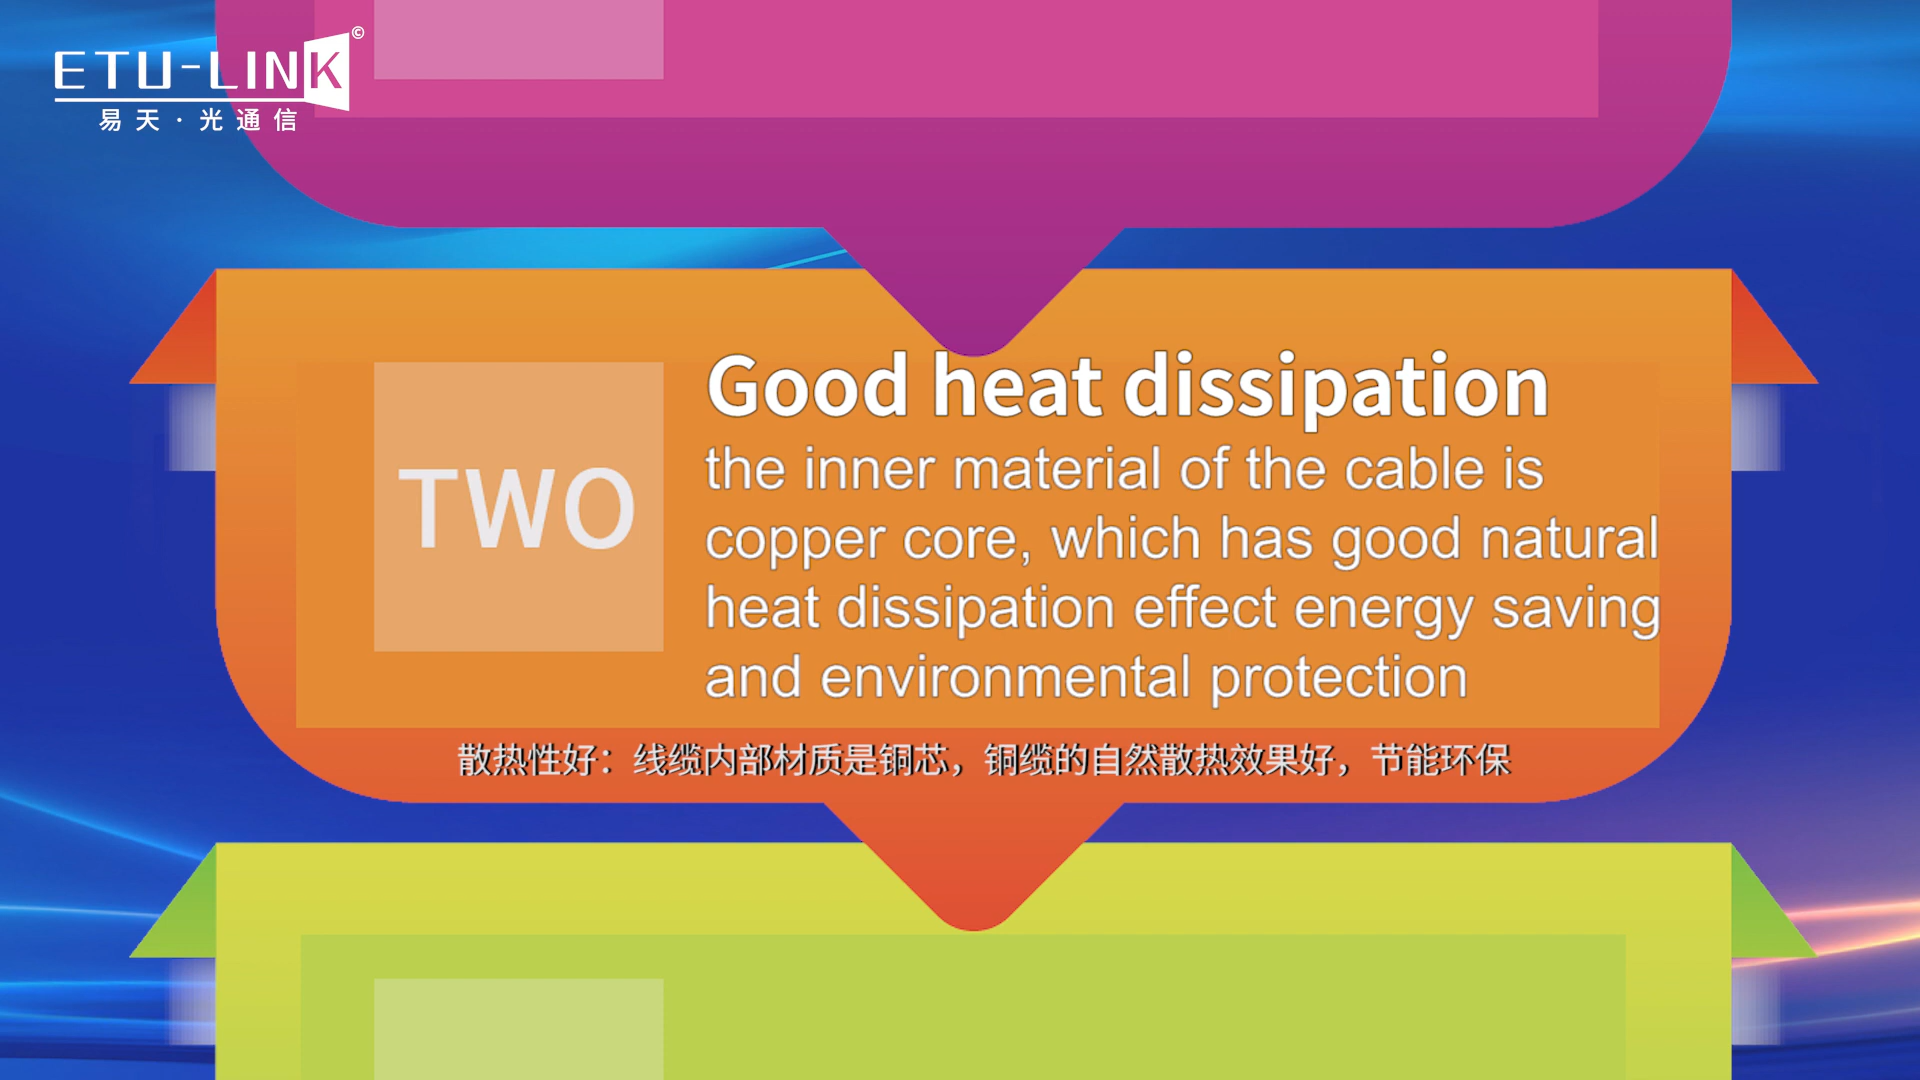 ETU-LINK©
易天·光通信
Good heat dissipation
TWO
the inner material of the cable is
copper core, which has good natural
heat dissipation effect energy saving
and environmental protection
散热性好：线缆内部材质是铜芯，铜缆的自然散热效果好，节能环保